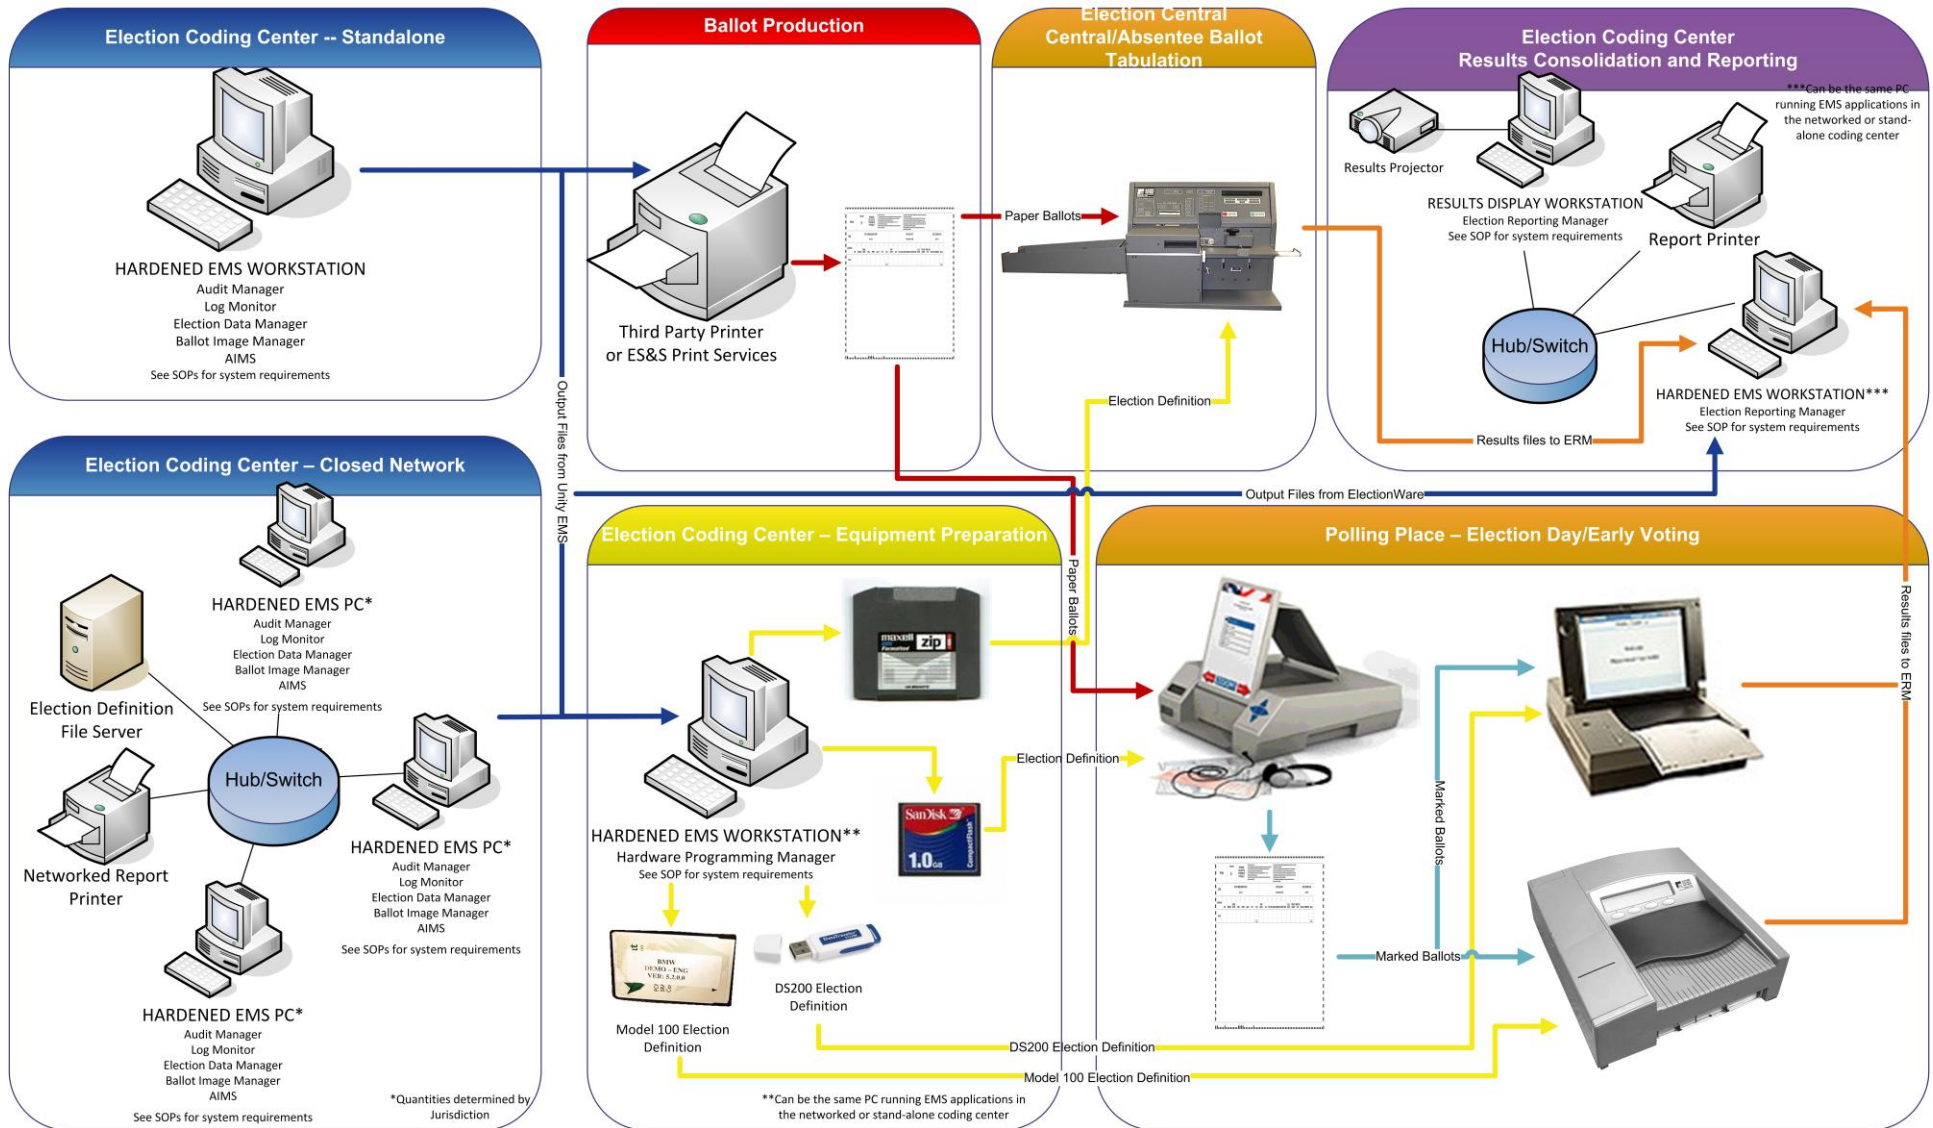 Election Coding Center -- Standalone
HARDENED EMS WORKSTATION
Audit Manager
Log Monitor
Election Data Manager
Ballot Image Manager
AIMS
See SOPs for system requirements
Ballot Production
Third Party Printer
or ES&S Print Services
Election Central
Central/Absentee Ballot
Tabulation
Paper Ballots
Election Definition
Election Coding Center
Results Consolidation and Reporting
***Can be the same PC
running EMS applications in
the networked or stand-
alone coding center
Results Projector
RESULTS DISPLAY WORKSTATION
Election Reporting Manager
See SOP for system requirements
Report Printer
Hub/Switch
HARDENED EMS WORKSTATION***
Election Reporting Manager
See SOP for system requirements
Results files to ERM
Output Files from Unity EMS
Output Files from ElectionWare
Election Coding Center – Closed Network
HARDENED EMS PC*
Audit Manager
Log Monitor
Election Data Manager
Ballot Image Manager
AIMS
See SOPs for system requirements
Election Definition
File Server
Hub/Switch
Networked Report
Printer
HARDENED EMS PC*
Audit Manager
Log Monitor
Election Data Manager
Ballot Image Manager
AIMS
See SOPs for system requirements
HARDENED EMS PC*
Audit Manager
Log Monitor
Election Data Manager
Ballot Image Manager
AIMS
See SOPs for system requirements
*Quantities determined by
Jurisdiction
Election Coding Center – Equipment Preparation
maxell
zip
Formatted
HARDENED EMS WORKSTATION**
Hardware Programming Manager
See SOP for system requirements
SanDisk
1.0GB
CompactFlash
BMW
DEMO – ENG
VER: 5.2.0.0
DataTraveler
DS200 Election
Definition
Model 100 Election
Definition
**Can be the same PC running EMS applications in
the networked or stand-alone coding center
Paper Ballots
Election Definition
DS200 Election Definition
Model 100 Election Definition
Polling Place – Election Day/Early Voting
Marked Ballots
Marked Ballots
Results files to ERM